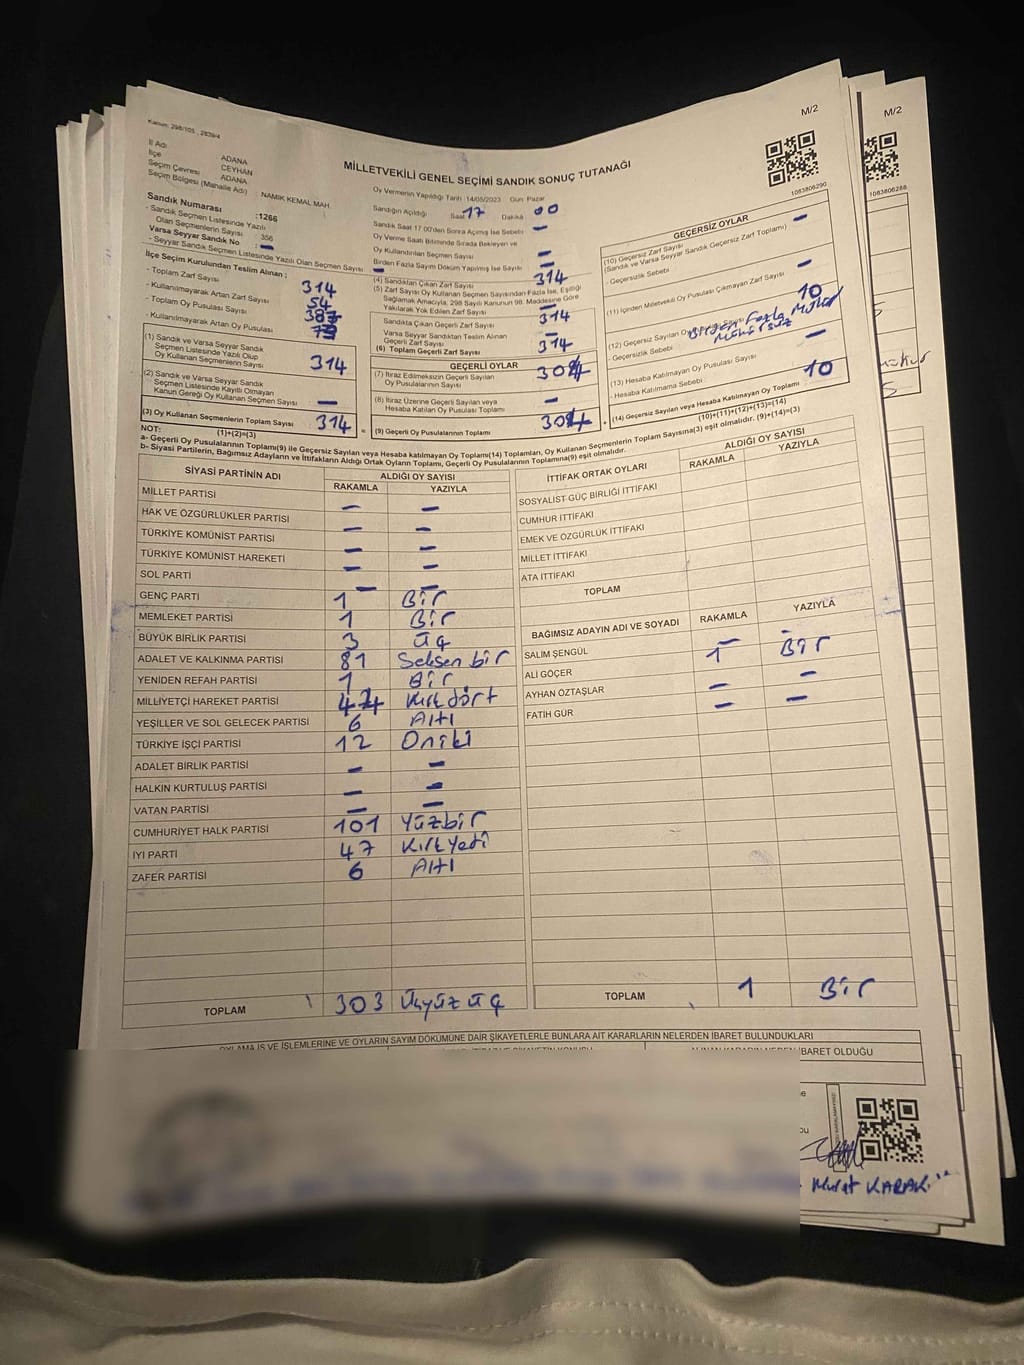 Kanun: 298/105 , 2839/4
M/2
M/2
İl Adı ADANA
İlçe CEYHAN
Seçim Çevresi ADANA
Seçim Bölgesi (Mahalle Adı) NAMIK KEMAL MAH.
MİLLETVEKİLİ GENEL SEÇİMİ SANDIK SONUÇ TUTANAĞI
1063806290
1063806288
Sandık Numarası :1266
- Sandık Seçmen Listesinde Yazılı
Olan Seçmenlerin Sayısı 356
Varsa Seyyar Sandık No : –
- Seyyar Sandık Seçmen Listesinde Yazılı Olan Seçmen Sayısı –
İlçe Seçim Kurulundan Teslim Alınan ;
- Toplam Zarf Sayısı 314
- Kullanılmayarak Artan Zarf Sayısı 54
- Toplam Oy Pusulası Sayısı
- Kullanılmayarak Artan Oy Pusulası
(1) Sandık ve Varsa Seyyar Sandık
Seçmen Listesinde Yazılı Olup
Oy Kullanan Seçmenlerin Sayısı 314
(2) Sandık ve Varsa Seyyar Sandık
Seçmen Listesinde Kayıtlı Olmayan
Kanun Gereği Oy Kullanan Seçmen Sayısı –
(3) Oy Kullanan Seçmenlerin Toplam Sayısı 314
(1)+(2)=(3)
Oy Vermenin Yapıldığı Tarih 14/05/2023 Gün Pazar
Sandığın Açıldığı Saat 17 Dakika 00
Sandık Saat 17.00'den Sonra Açılmış İse Sebebi –
Oy Verme Saati Bitiminde Sırada Bekleyen ve
Oy Kullandırılan Seçmen Sayısı –
Birden Fazla Sayım Döküm Yapılmış İse Sayısı –
(4) Sandıktan Çıkan Zarf Sayısı 314
(5) Zarf Sayısı Oy Kullanan Seçmen Sayısından Fazla İse, Eşitliği
Sağlamak Amacıyla, 298 Sayılı Kanunun 98. Maddesine Göre
Yakılarak Yok Edilen Zarf Sayısı –
Sandıkta Çıkan Geçerli Zarf Sayısı 314
Varsa Seyyar Sandıktan Teslim Alınan
Geçerli Zarf Sayısı –
(6) Toplam Geçerli Zarf Sayısı 314
GEÇERLİ OYLAR
(7) İtiraz Edilmeksizin Geçerli Sayılan
Oy Pusulalarının Sayısı 304
(8) İtiraz Üzerine Geçerli Sayılan veya
Hesaba Katılan Oy Pusulası Toplamı –
(9) Geçerli Oy Pusulalarının Toplamı 304
GEÇERSİZ OYLAR
(10) Geçersiz Zarf Sayısı –
(Sandık ve Varsa Seyyar Sandık Geçersiz Zarf Toplamı)
- Geçersizlik Sebebi
(11) İçinden Milletvekili Oy Pusulası Çıkmayan Zarf Sayısı –
(12) Geçersiz Sayılan Oy Pusulası Sayısı 10
- Geçersizlik Sebebi Birden Fazla Mühür
Mühürsüz
(13) Hesaba Katılmayan Oy Pusulası Sayısı –
- Hesaba Katılmama Sebebi
(14) Geçersiz Sayılan veya Hesaba Katılmayan Oy Toplamı 10
(10)+(11)+(12)+(13)=(14)
NOT:
a- Geçerli Oy Pusulalarının Toplamı(9) ile Geçersiz Sayılan veya Hesaba katılmayan Oy Toplamı(14) Toplamları, Oy Kullanan Seçmenlerin Toplam Sayısına(3) eşit olmalıdır. (9)+(14)=(3)
b- Siyasi Partilerin, Bağımsız Adayların ve İttifakların Aldığı Ortak Oyların Toplamı, Geçerli Oy Pusulalarının Toplamına(9) eşit olmalıdır.
SİYASİ PARTİNİN ADI ALDIĞI OY SAYISI
RAKAMLA YAZIYLA
MİLLET PARTİSİ – –
HAK VE ÖZGÜRLÜKLER PARTİSİ – –
TÜRKİYE KOMÜNİST PARTİSİ – –
TÜRKİYE KOMÜNİST HAREKETİ – –
SOL PARTİ – –
GENÇ PARTİ 1 Bir
MEMLEKET PARTİSİ 1 Bir
BÜYÜK BİRLİK PARTİSİ 3 üç
ADALET VE KALKINMA PARTİSİ 81 Seksen bir
YENİDEN REFAH PARTİSİ 1 Bir
MİLLİYETÇİ HAREKET PARTİSİ 44 Kırk dört
YEŞİLLER VE SOL GELECEK PARTİSİ 6 Altı
TÜRKİYE İŞÇİ PARTİSİ 12 Oniki
ADALET BİRLİK PARTİSİ – –
HALKIN KURTULUŞ PARTİSİ – –
VATAN PARTİSİ – –
CUMHURİYET HALK PARTİSİ 101 Yüzbir
İYİ PARTİ 47 Kırkyedi
ZAFER PARTİSİ 6 Altı
TOPLAM 303 Üçyüz üç
İTTİFAK ORTAK OYLARI ALDIĞI OY SAYISI
RAKAMLA YAZIYLA
SOSYALİST GÜÇ BİRLİĞİ İTTİFAKI
CUMHUR İTTİFAKI
EMEK VE ÖZGÜRLÜK İTTİFAKI
MİLLET İTTİFAKI
ATA İTTİFAKI
TOPLAM
BAĞIMSIZ ADAYIN ADI VE SOYADI RAKAMLA YAZIYLA
SALİM ŞENGÜL – –
ALİ GÖÇER 1 Bir
AYHAN ÖZTAŞLAR – –
FATİH GÜR – –
TOPLAM 1 Bir
OYLAMA İŞ VE İŞLEMLERİNE VE OYLARIN SAYIM DÖKÜMÜNE DAİR ŞİKAYETLERLE BUNLARA AİT KARARLARIN NELERDEN İBARET BULUNDUKLARI
İBARET OLDUĞU
Murat KARAK